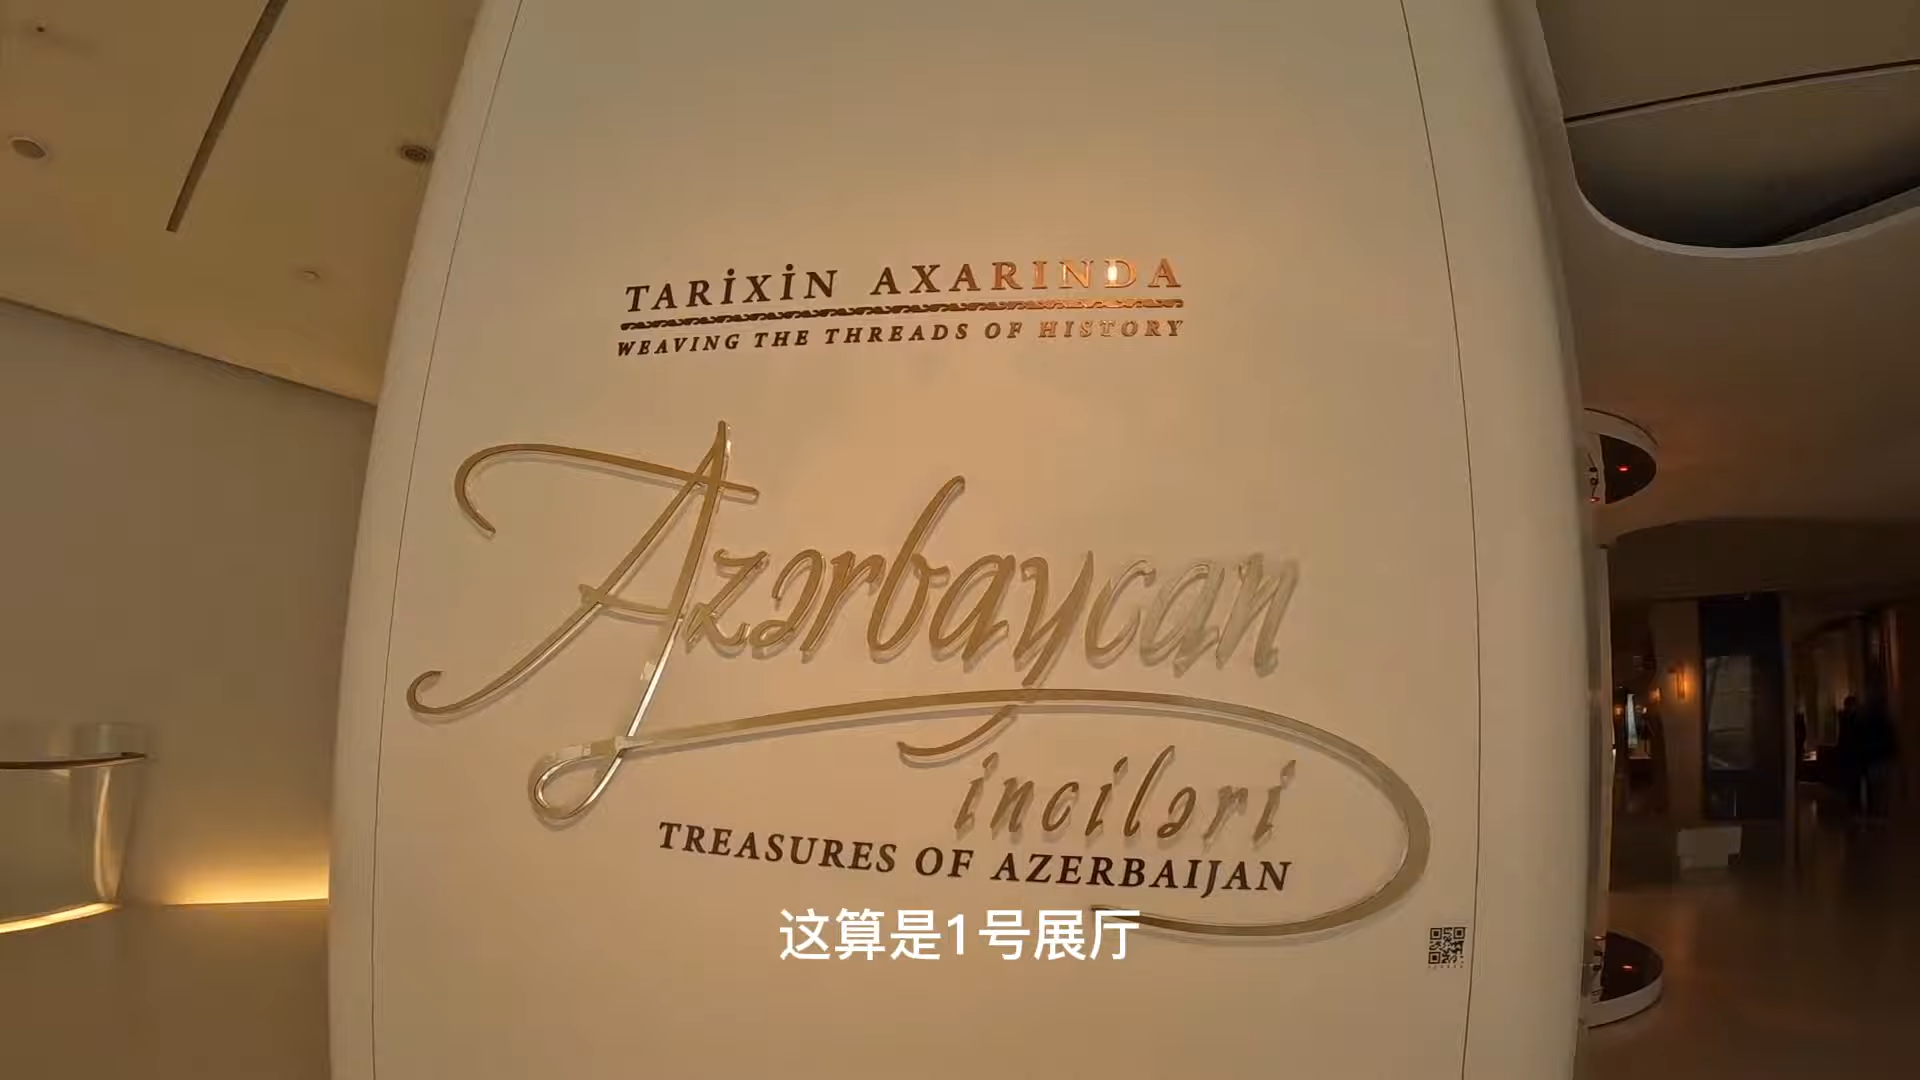 TARİXİN AXARINDA
WEAVING THE THREADS OF HISTORY
Azərbaycan
inciləri
TREASURES OF AZERBAIJAN
这算是1号展厅